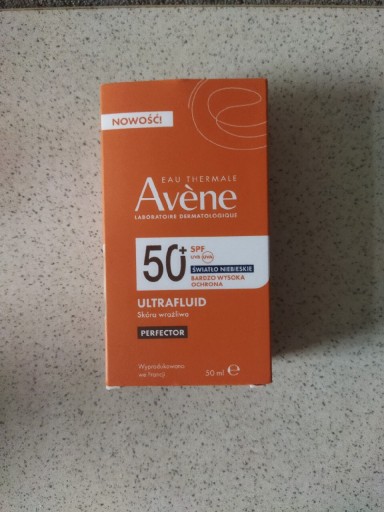 NOWOŚĆ!
EAU THERMALE
Avène
LABORATOIRE DERMATOLOGIQUE
50+
SPF
UVB UVA
ŚWIATŁO NIEBIESKIE
BARDZO WYSOKA
OCHRONA
ULTRAFLUID
Skóra wrażliwa
PERFECTOR
Wyprodukowano
we Francji
50 ml ℮